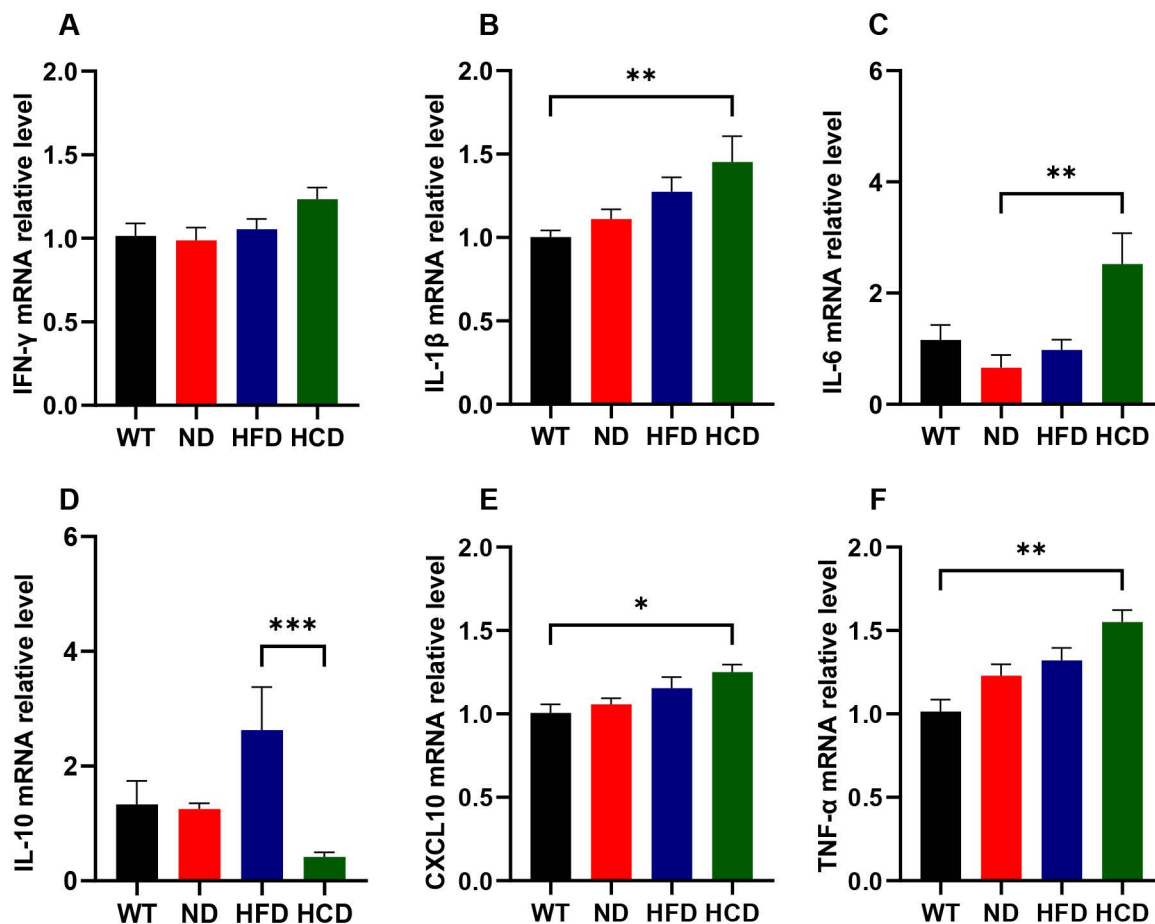 A
IFN-γ mRNA relative level
2.0
1.5
1.0
0.5
0.0
WT ND HFD HCD
B
IL-1β mRNA relative level
2.0
1.5
1.0
0.5
0.0
**
WT ND HFD HCD
C
IL-6 mRNA relative level
6
4
2
0
**
WT ND HFD HCD
D
IL-10 mRNA relative level
6
4
2
0
***
WT ND HFD HCD
E
CXCL10 mRNA relative level
2.0
1.5
1.0
0.5
0.0
*
WT ND HFD HCD
F
TNF-α mRNA relative level
2.0
1.5
1.0
0.5
0.0
**
WT ND HFD HCD